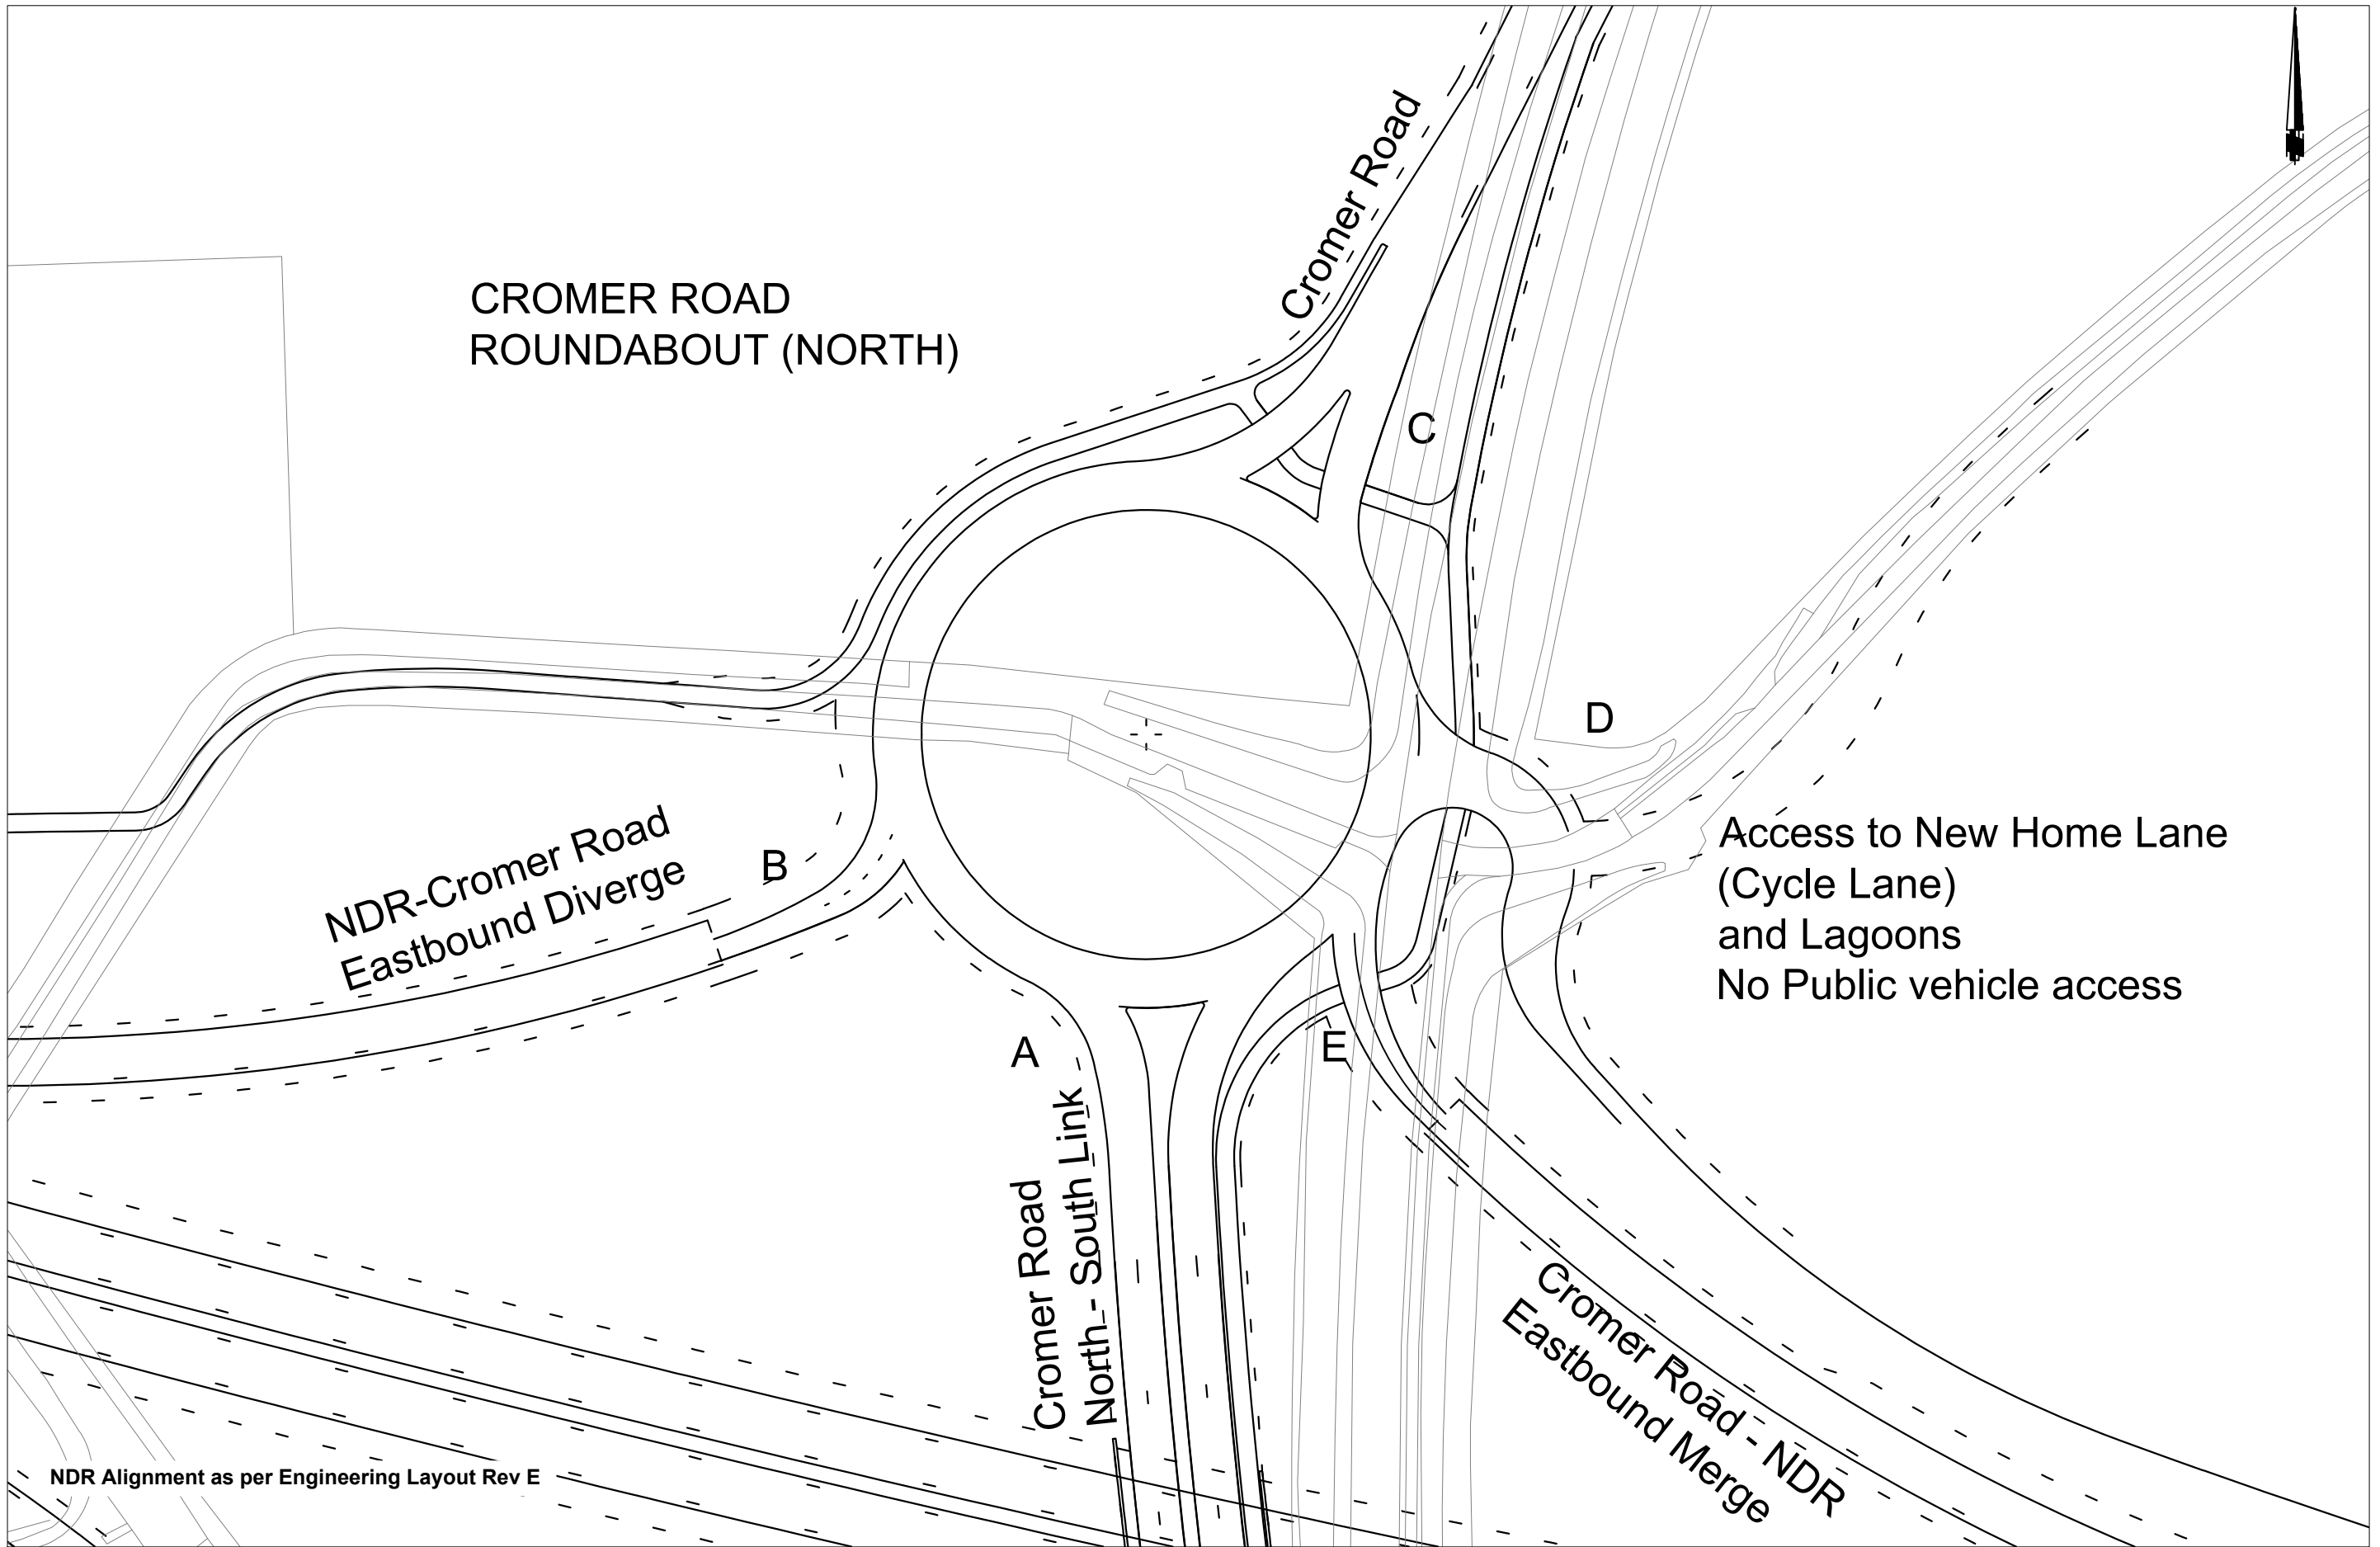 Cromer Road
CROMER ROAD
ROUNDABOUT (NORTH)
C
D
NDR-Cromer Road
Eastbound Diverge
B
Access to New Home Lane
(Cycle Lane)
and Lagoons
No Public vehicle access
A
E
Cromer Road
North - South Link
Cromer Road - NDR
Eastbound Merge
NDR Alignment as per Engineering Layout Rev E